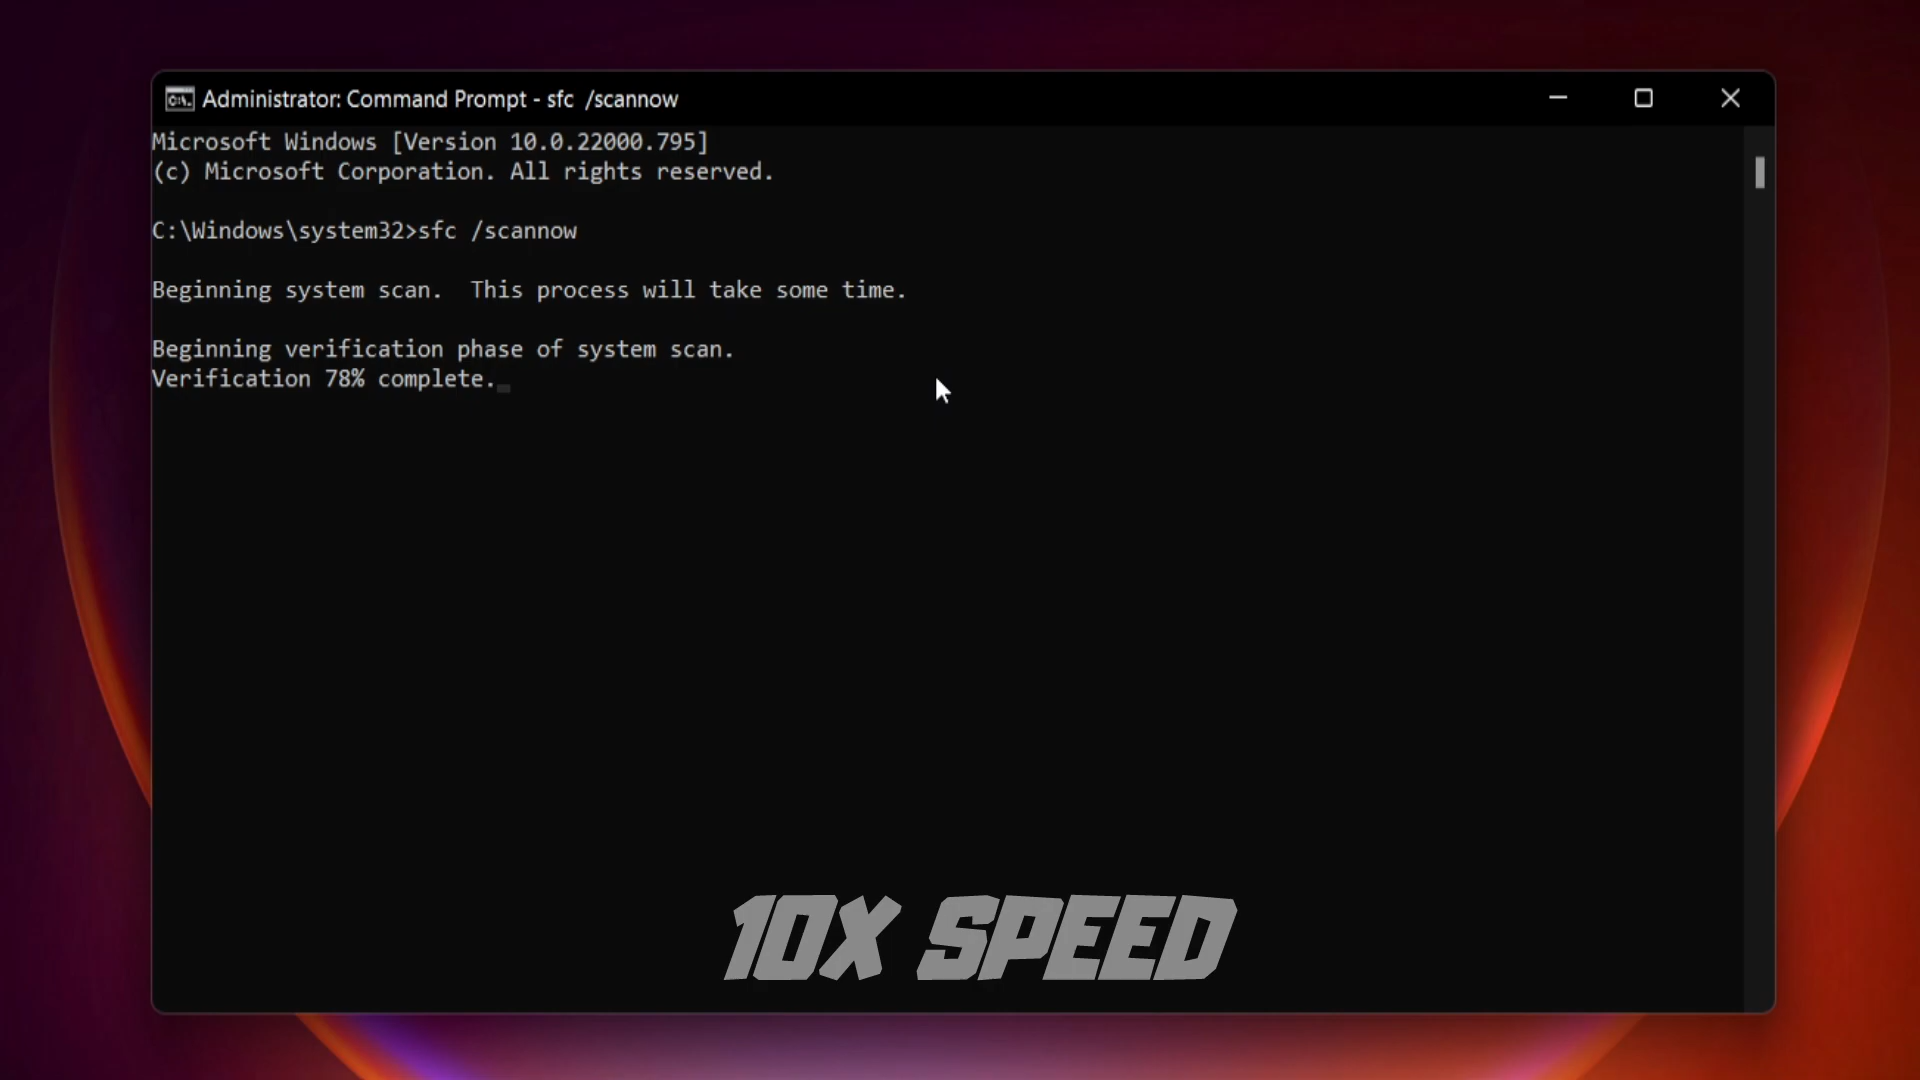 Administrator: Command Prompt - sfc  /scannow
Microsoft Windows [Version 10.0.22000.795]
(c) Microsoft Corporation. All rights reserved.
C:\Windows\system32>sfc /scannow
Beginning system scan.  This process will take some time.
Beginning verification phase of system scan.
Verification 78% complete.
10X SPEED